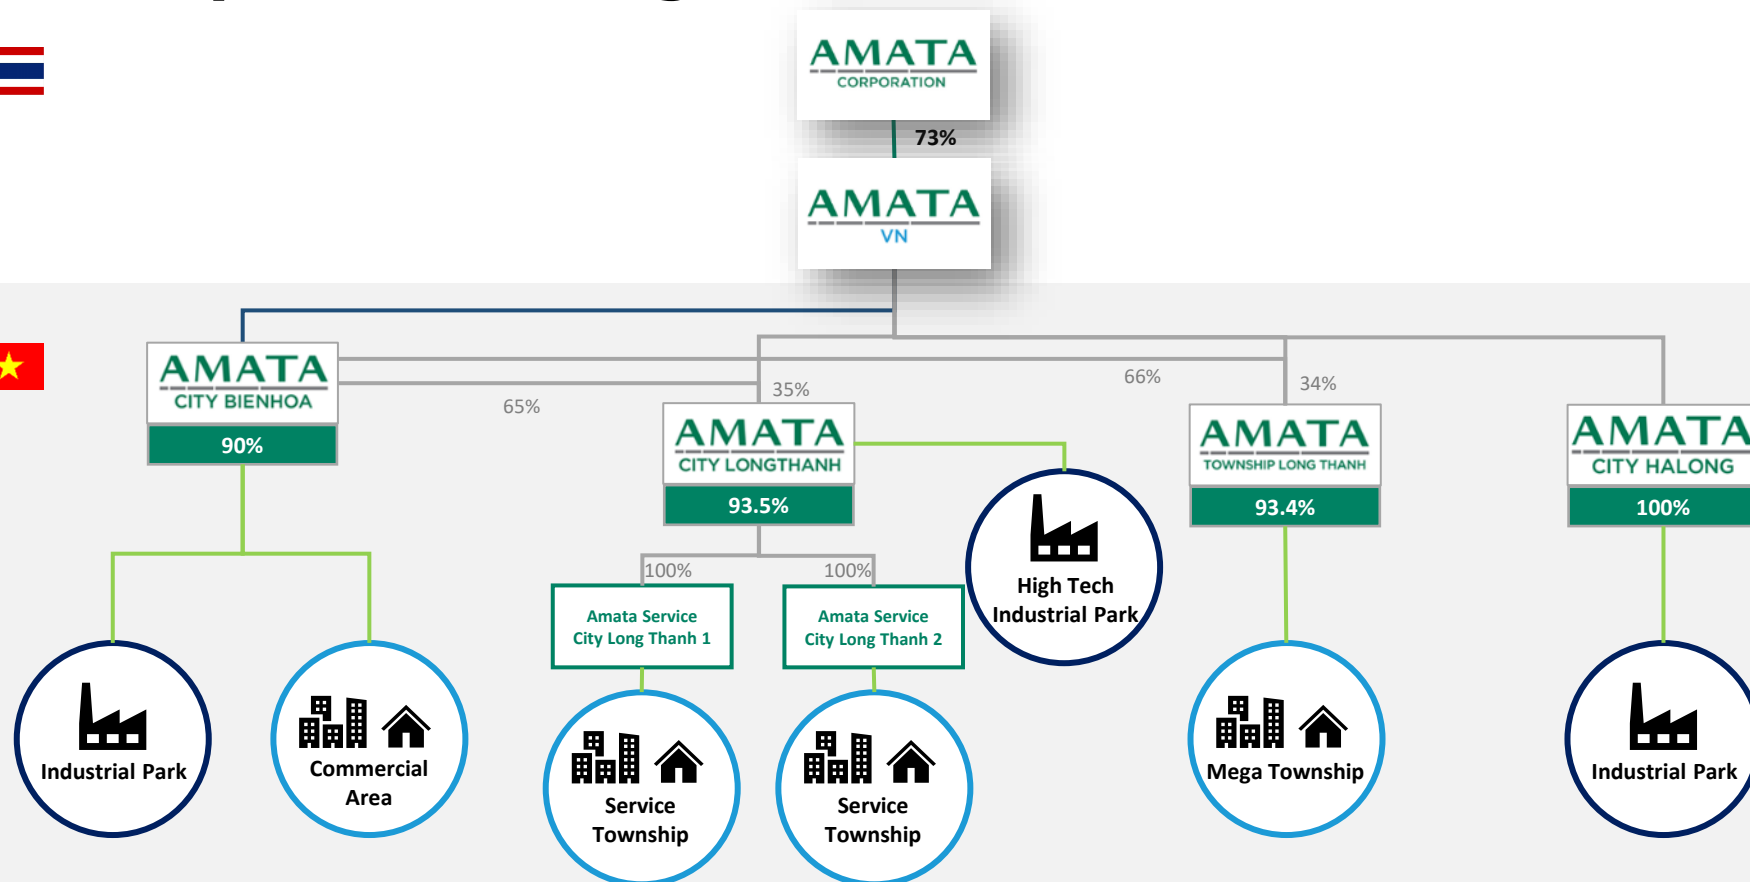 AMATA
CORPORATION
73%
AMATA
VN
AMATA
CITY BIENHOA
90%
65%
35%
66%
34%
AMATA
CITY LONGTHANH
93.5%
AMATA
TOWNSHIP LONG THANH
93.4%
AMATA
CITY HALONG
100%
100%
100%
Amata Service
City Long Thanh 1
Amata Service
City Long Thanh 2
High Tech
Industrial Park
Industrial Park
Commercial
Area
Service
Township
Service
Township
Mega Township
Industrial Park